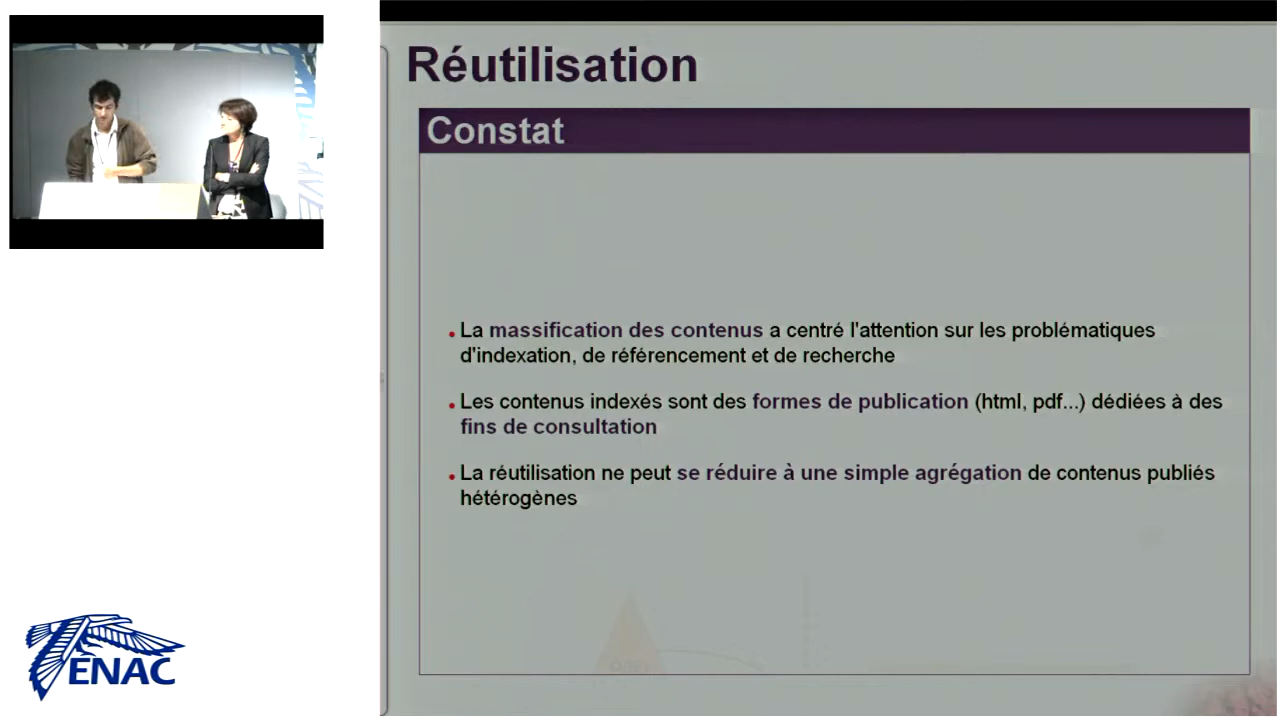 Réutilisation
Constat
La massification des contenus a centré l'attention sur les problématiques
d'indexation, de référencement et de recherche
Les contenus indexés sont des formes de publication (html, pdf...) dédiées à des
fins de consultation
La réutilisation ne peut se réduire à une simple agrégation de contenus publiés
hétérogènes
ENAC